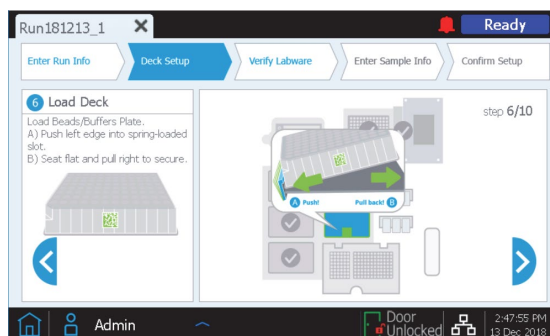 Run181213_1
Ready
Enter Run Info
Deck Setup
Verify Labware
Enter Sample Info
Confirm Setup
6 Load Deck
Load Beads/Buffers Plate.
A) Push left edge into spring-loaded
slot.
B) Seat flat and pull right to secure.
step 6/10
A Push!
Pull back! B
Admin
Door
Unlocked
2:47:55 PM
13 Dec 2018